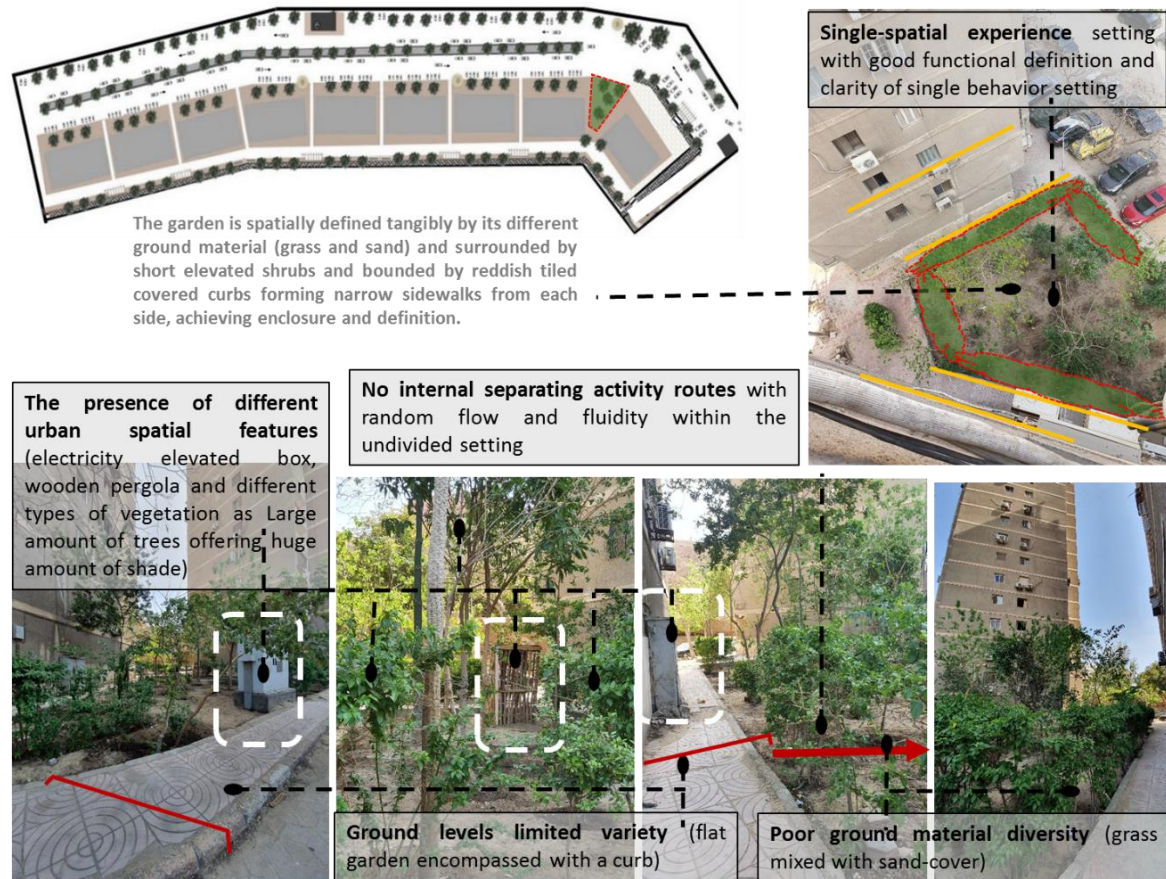 Single-spatial experience setting
with good functional definition and
clarity of single behavior setting
The garden is spatially defined tangibly by its different
ground material (grass and sand) and surrounded by
short elevated shrubs and bounded by reddish tiled
covered curbs forming narrow sidewalks from each
side, achieving enclosure and definition.
The presence of different
urban spatial features
(electricity elevated box,
wooden pergola and different
types of vegetation as Large
amount of trees offering huge
amount of shade)
No internal separating activity routes with
random flow and fluidity within the
undivided setting
Ground levels limited variety (flat
garden encompassed with a curb)
Poor ground material diversity (grass
mixed with sand-cover)